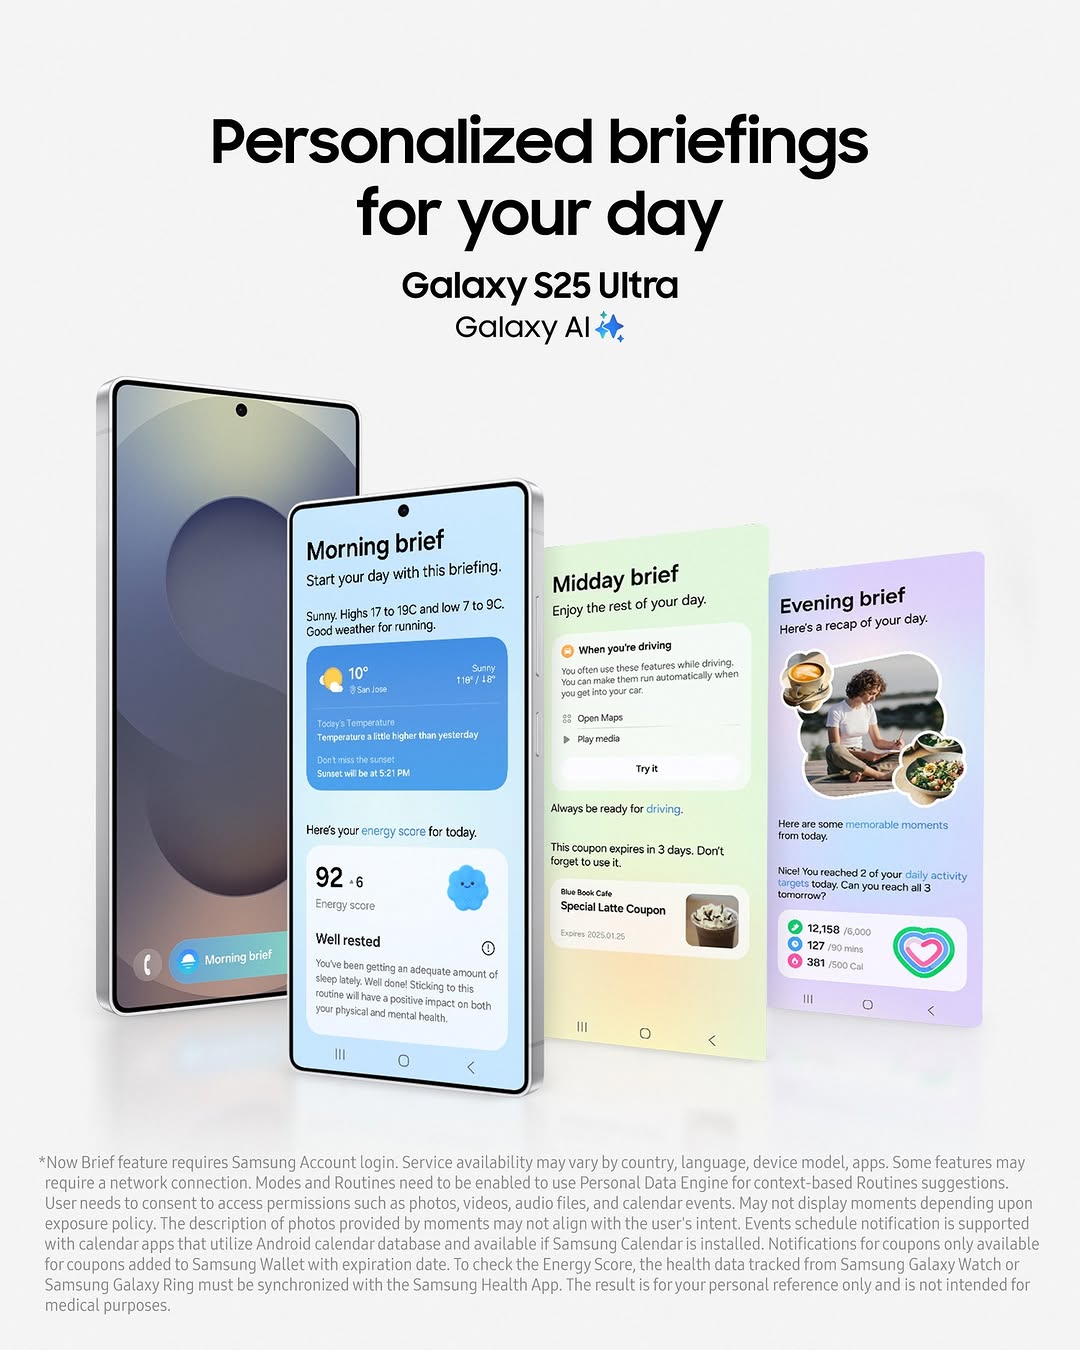 Personalized briefings
for your day
Galaxy S25 Ultra
Galaxy AI
Morning brief
Morning brief
Start your day with this briefing.
Sunny. Highs 17 to 19C and low 7 to 9C.
Good weather for running.
10°
San Jose
Sunny
Today's Temperature
Temperature a little higher than yesterday
Don't miss the sunset
Sunset will be at 5:21 PM
Here's your energy score for today.
92 6
Energy score
Well rested
You've been getting an adequate amount of
sleep lately. Well done! Sticking to this
routine will have a positive impact on both
your physical and mental health.
Midday brief
Enjoy the rest of your day.
When you're driving
You often use these features while driving.
You can make them run automatically when
you get into your car.
Open Maps
Play media
Try it
Always be ready for driving.
This coupon expires in 3 days. Don't
forget to use it.
Blue Book Cafe
Special Latte Coupon
Expires 2025.01.25
Evening brief
Here's a recap of your day.
Here are some memorable moments
from today.
Nice! You reached 2 of your daily activity
targets today. Can you reach all 3
tomorrow?
12,158 /6,000
127 /90 mins
381 /500 Cal
*Now Brief feature requires Samsung Account login. Service availability may vary by country, language, device model, apps. Some features may
require a network connection. Modes and Routines need to be enabled to use Personal Data Engine for context-based Routines suggestions.
User needs to consent to access permissions such as photos, videos, audio files, and calendar events. May not display moments depending upon
exposure policy. The description of photos provided by moments may not align with the user's intent. Events schedule notification is supported
with calendar apps that utilize Android calendar database and available if Samsung Calendar is installed. Notifications for coupons only available
for coupons added to Samsung Wallet with expiration date. To check the Energy Score, the health data tracked from Samsung Galaxy Watch or
Samsung Galaxy Ring must be synchronized with the Samsung Health App. The result is for your personal reference only and is not intended for
medical purposes.